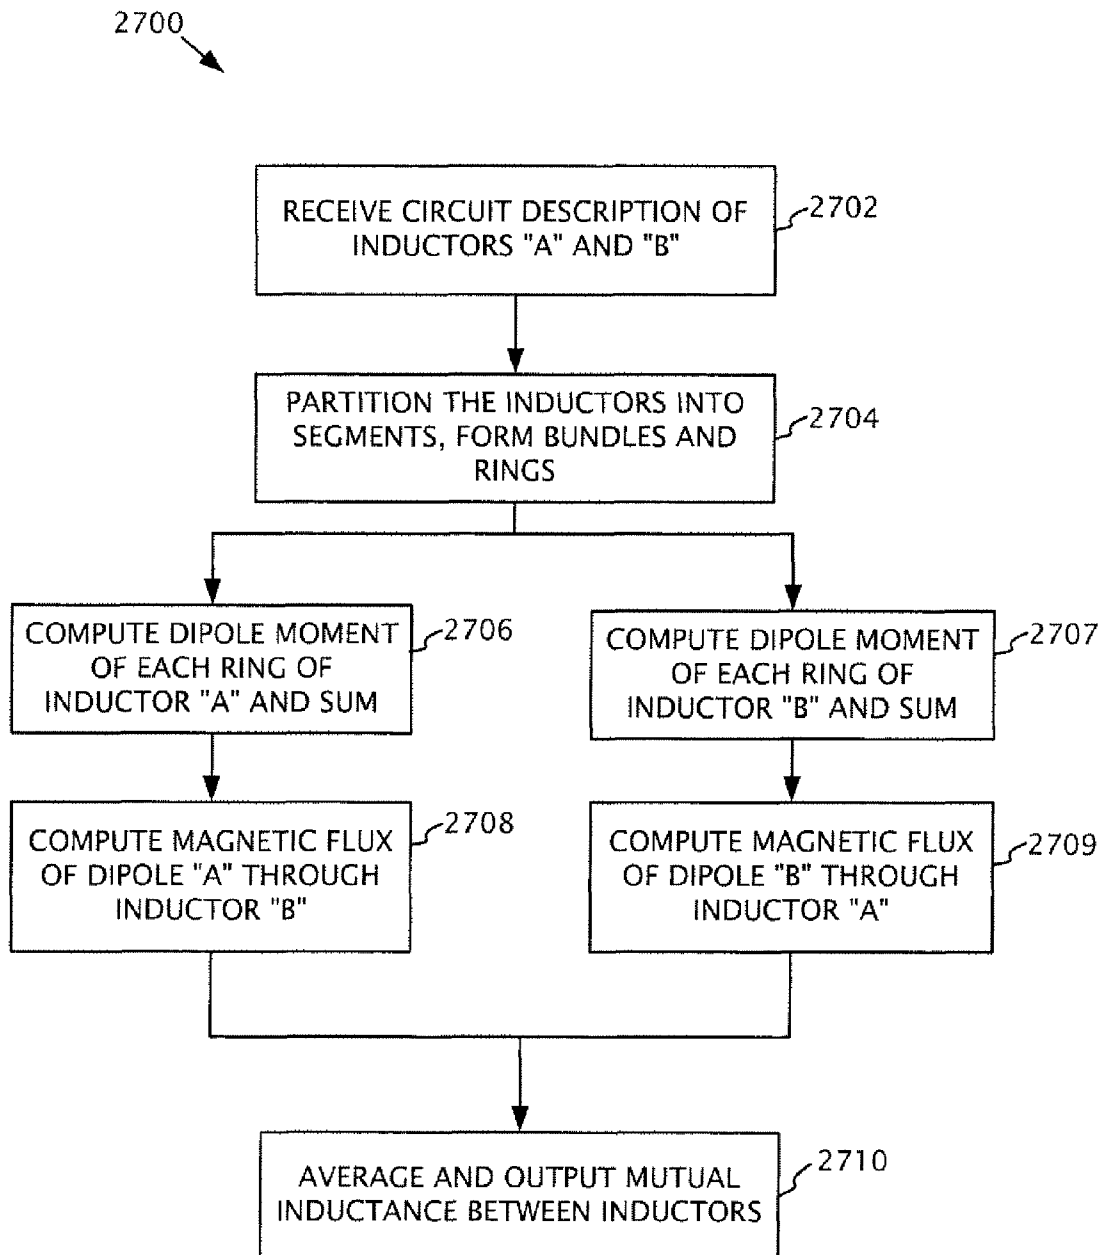 2700
RECEIVE CIRCUIT DESCRIPTION OF
INDUCTORS "A" AND "B"
2702
PARTITION THE INDUCTORS INTO
SEGMENTS, FORM BUNDLES AND
RINGS
2704
COMPUTE DIPOLE MOMENT
OF EACH RING OF
INDUCTOR "A" AND SUM
2706
COMPUTE DIPOLE MOMENT
OF EACH RING OF
INDUCTOR "B" AND SUM
2707
COMPUTE MAGNETIC FLUX
OF DIPOLE "A" THROUGH
INDUCTOR "B"
2708
COMPUTE MAGNETIC FLUX
OF DIPOLE "B" THROUGH
INDUCTOR "A"
2709
AVERAGE AND OUTPUT MUTUAL
INDUCTANCE BETWEEN INDUCTORS
2710